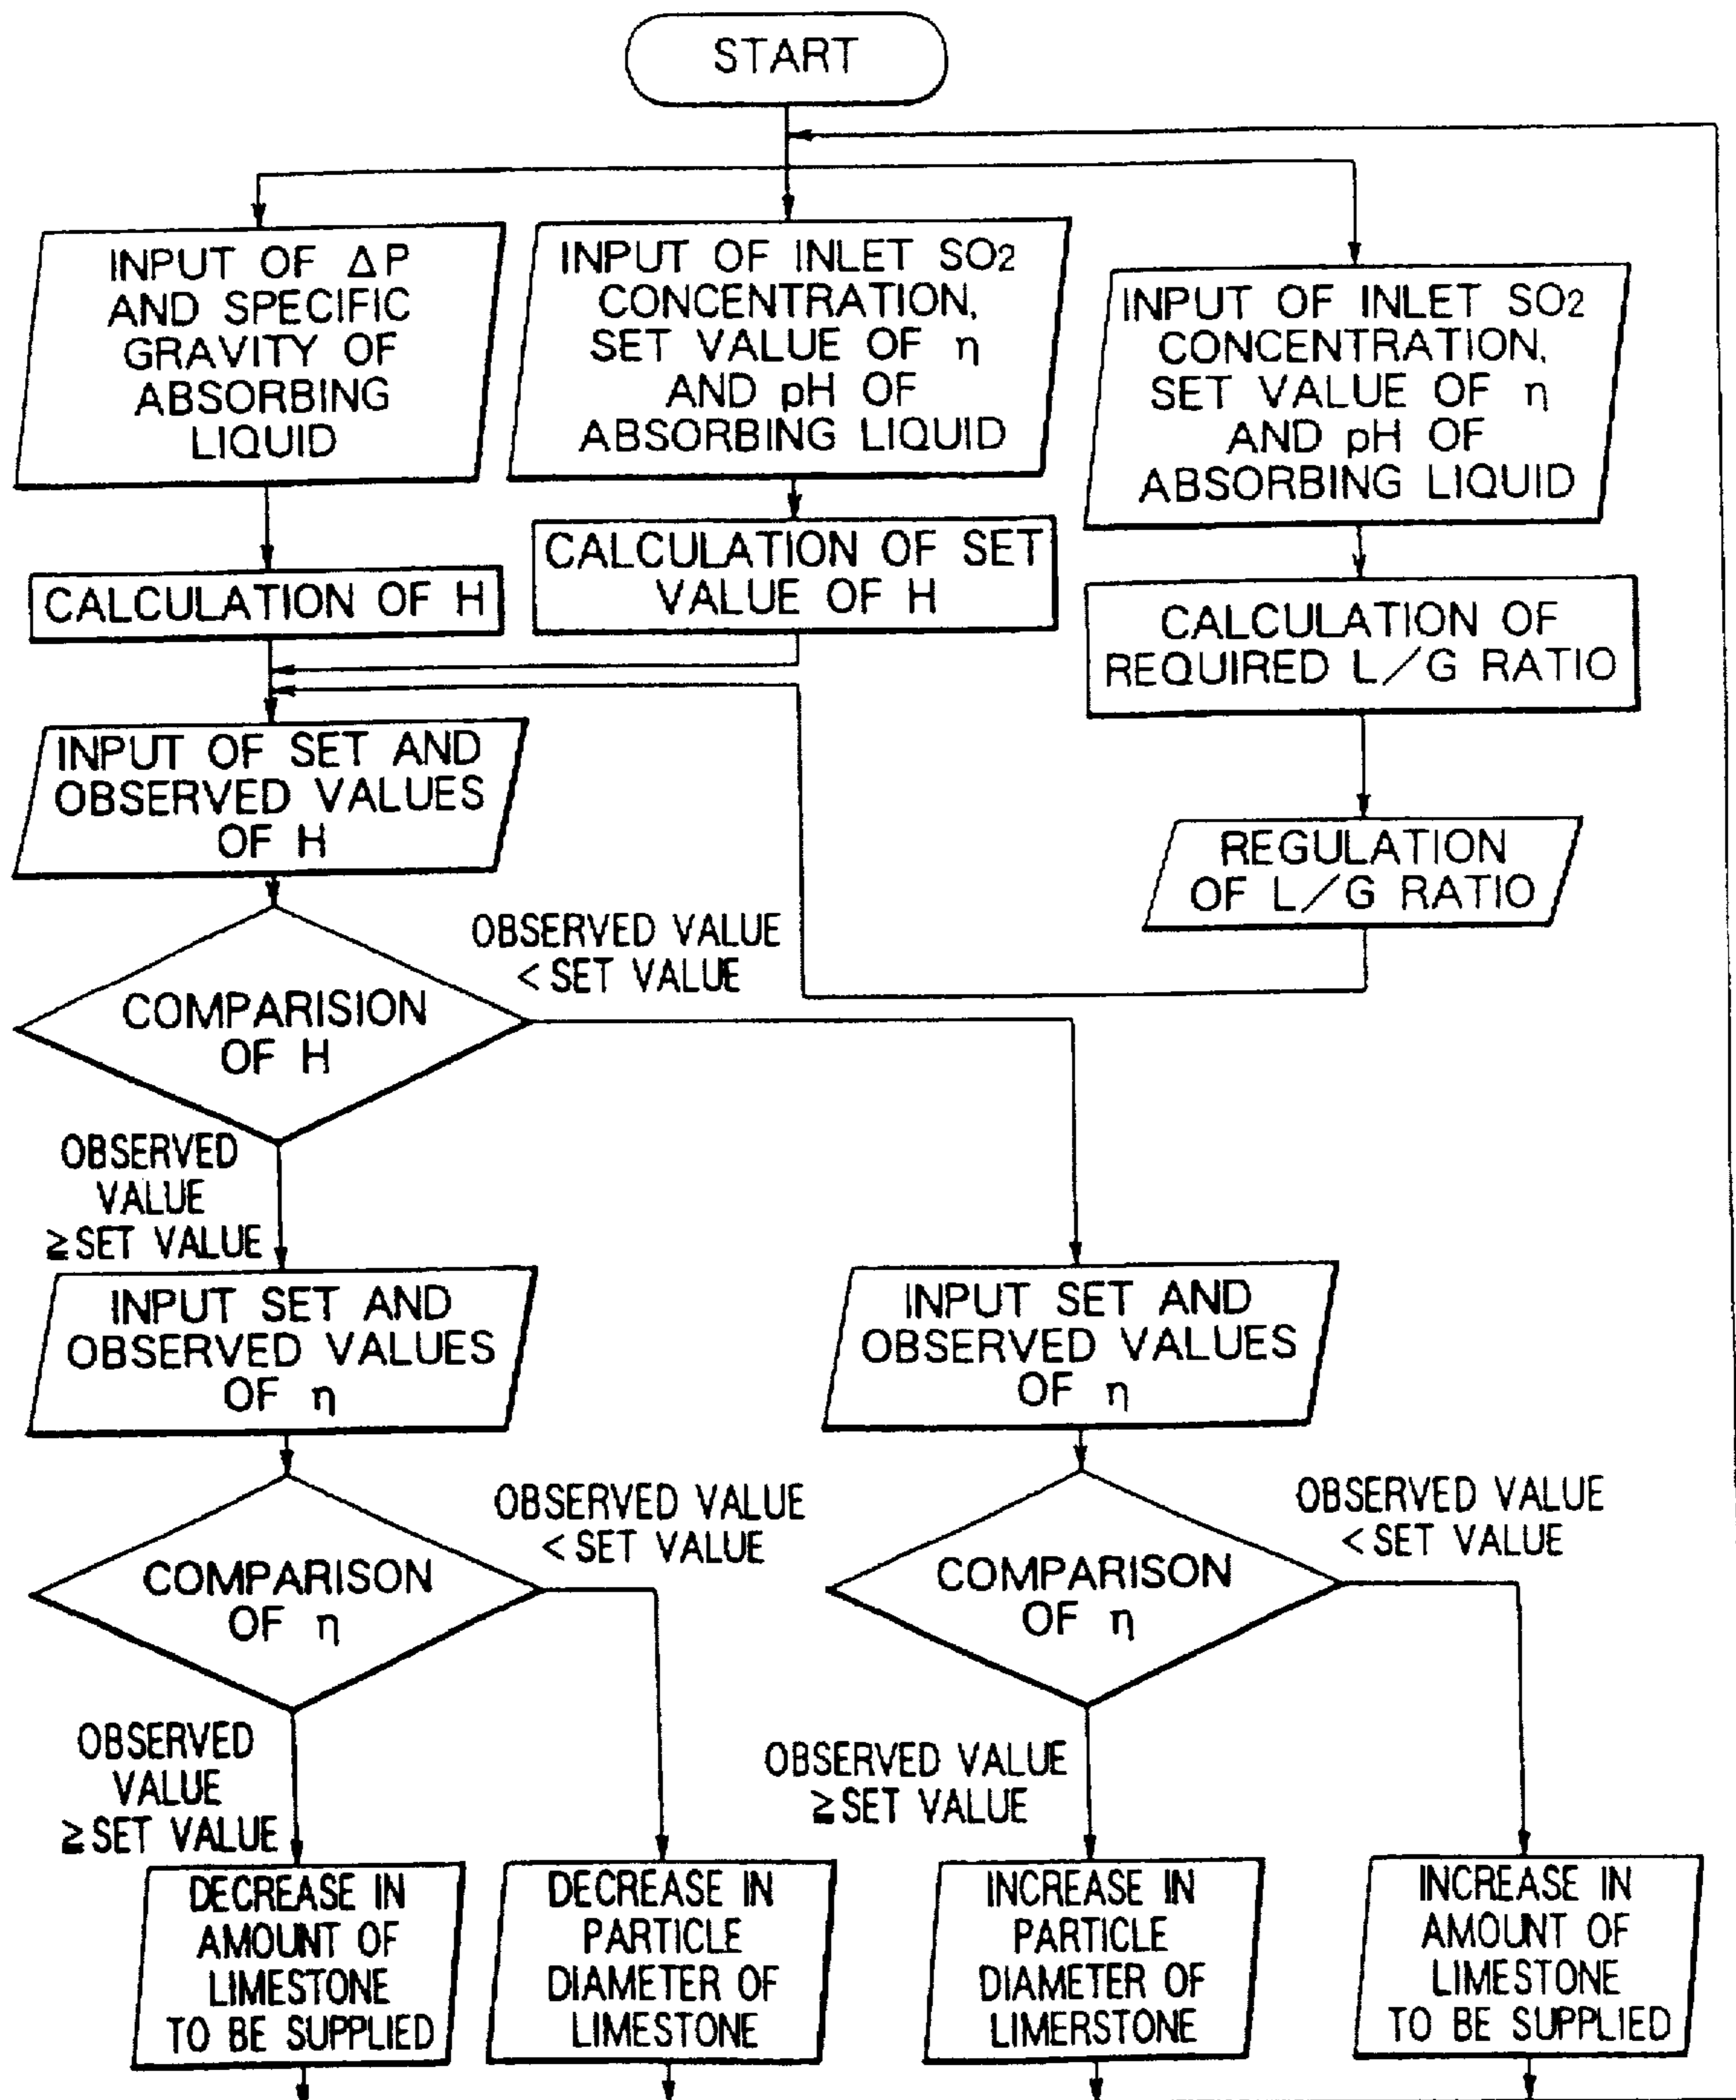 START
INPUT OF ΔP
AND SPECIFIC
GRAVITY OF
ABSORBING
LIQUID
INPUT OF INLET SO2
CONCENTRATION,
SET VALUE OF η
AND pH OF
ABSORBING LIQUID
INPUT OF INLET SO2
CONCENTRATION,
SET VALUE OF η
AND pH OF
ABSORBING LIQUID
CALCULATION OF H
CALCULATION OF SET
VALUE OF H
CALCULATION OF
REQUIRED L/G RATIO
INPUT OF SET AND
OBSERVED VALUES
OF H
REGULATION
OF L/G RATIO
COMPARISION
OF H
OBSERVED VALUE
< SET VALUE
OBSERVED
VALUE
≧ SET VALUE
INPUT SET AND
OBSERVED VALUES
OF η
INPUT SET AND
OBSERVED VALUES
OF η
COMPARISON
OF η
OBSERVED VALUE
< SET VALUE
COMPARISON
OF η
OBSERVED VALUE
< SET VALUE
OBSERVED
VALUE
≧ SET VALUE
OBSERVED VALUE
≧ SET VALUE
DECREASE IN
AMOUNT OF
LIMESTONE
TO BE SUPPLIED
DECREASE IN
PARTICLE
DIAMETER OF
LIMESTONE
INCREASE IN
PARTICLE
DIAMETER OF
LIMERSTONE
INCREASE IN
AMOUNT OF
LIMESTONE
TO BE SUPPLIED